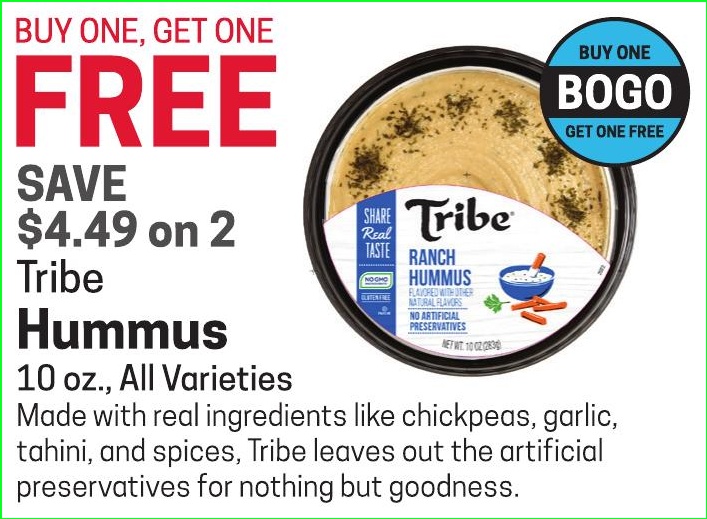 BUY ONE, GET ONE
FREE
SAVE
$4.49 on 2
Tribe
Hummus
10 oz., All Varieties
Made with real ingredients like chickpeas, garlic,
tahini, and spices, Tribe leaves out the artificial
preservatives for nothing but goodness.
BUY ONE
BOGO
GET ONE FREE
SHARE
Real
TASTE
Tribe®
RANCH
HUMMUS
FLAVORED WITH OTHER
NATURAL FLAVORS
NO ARTIFICIAL
PRESERVATIVES
NON GMO
GLUTEN FREE
NET WT. 10 OZ (283g)